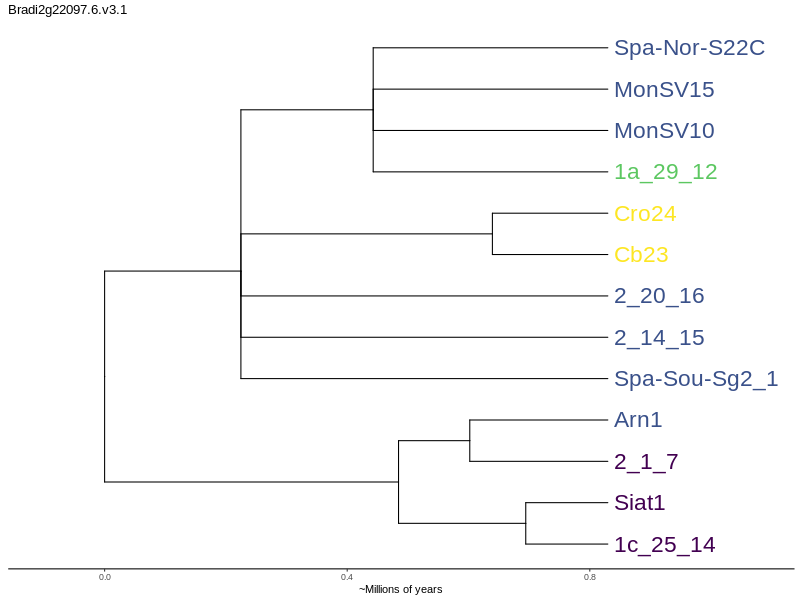 Bradi2g22097.6.v3.1
Spa-Nor-S22C
MonSV15
MonSV10
1a_29_12
Cro24
Cb23
2_20_16
2_14_15
Spa-Sou-Sg2_1
Arn1
2_1_7
Siat1
1c_25_14
0.0 0.4 0.8
~Millions of years